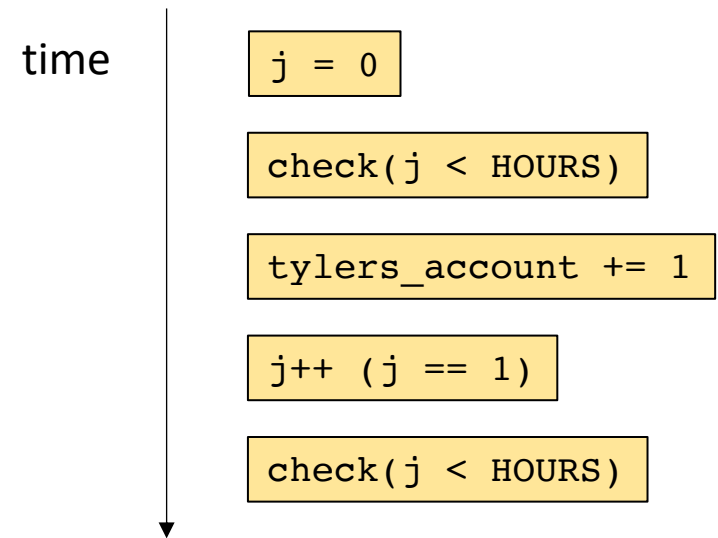 time
j = 0
check(j < HOURS)
tylers_account += 1
j++ (j == 1)
check(j < HOURS)